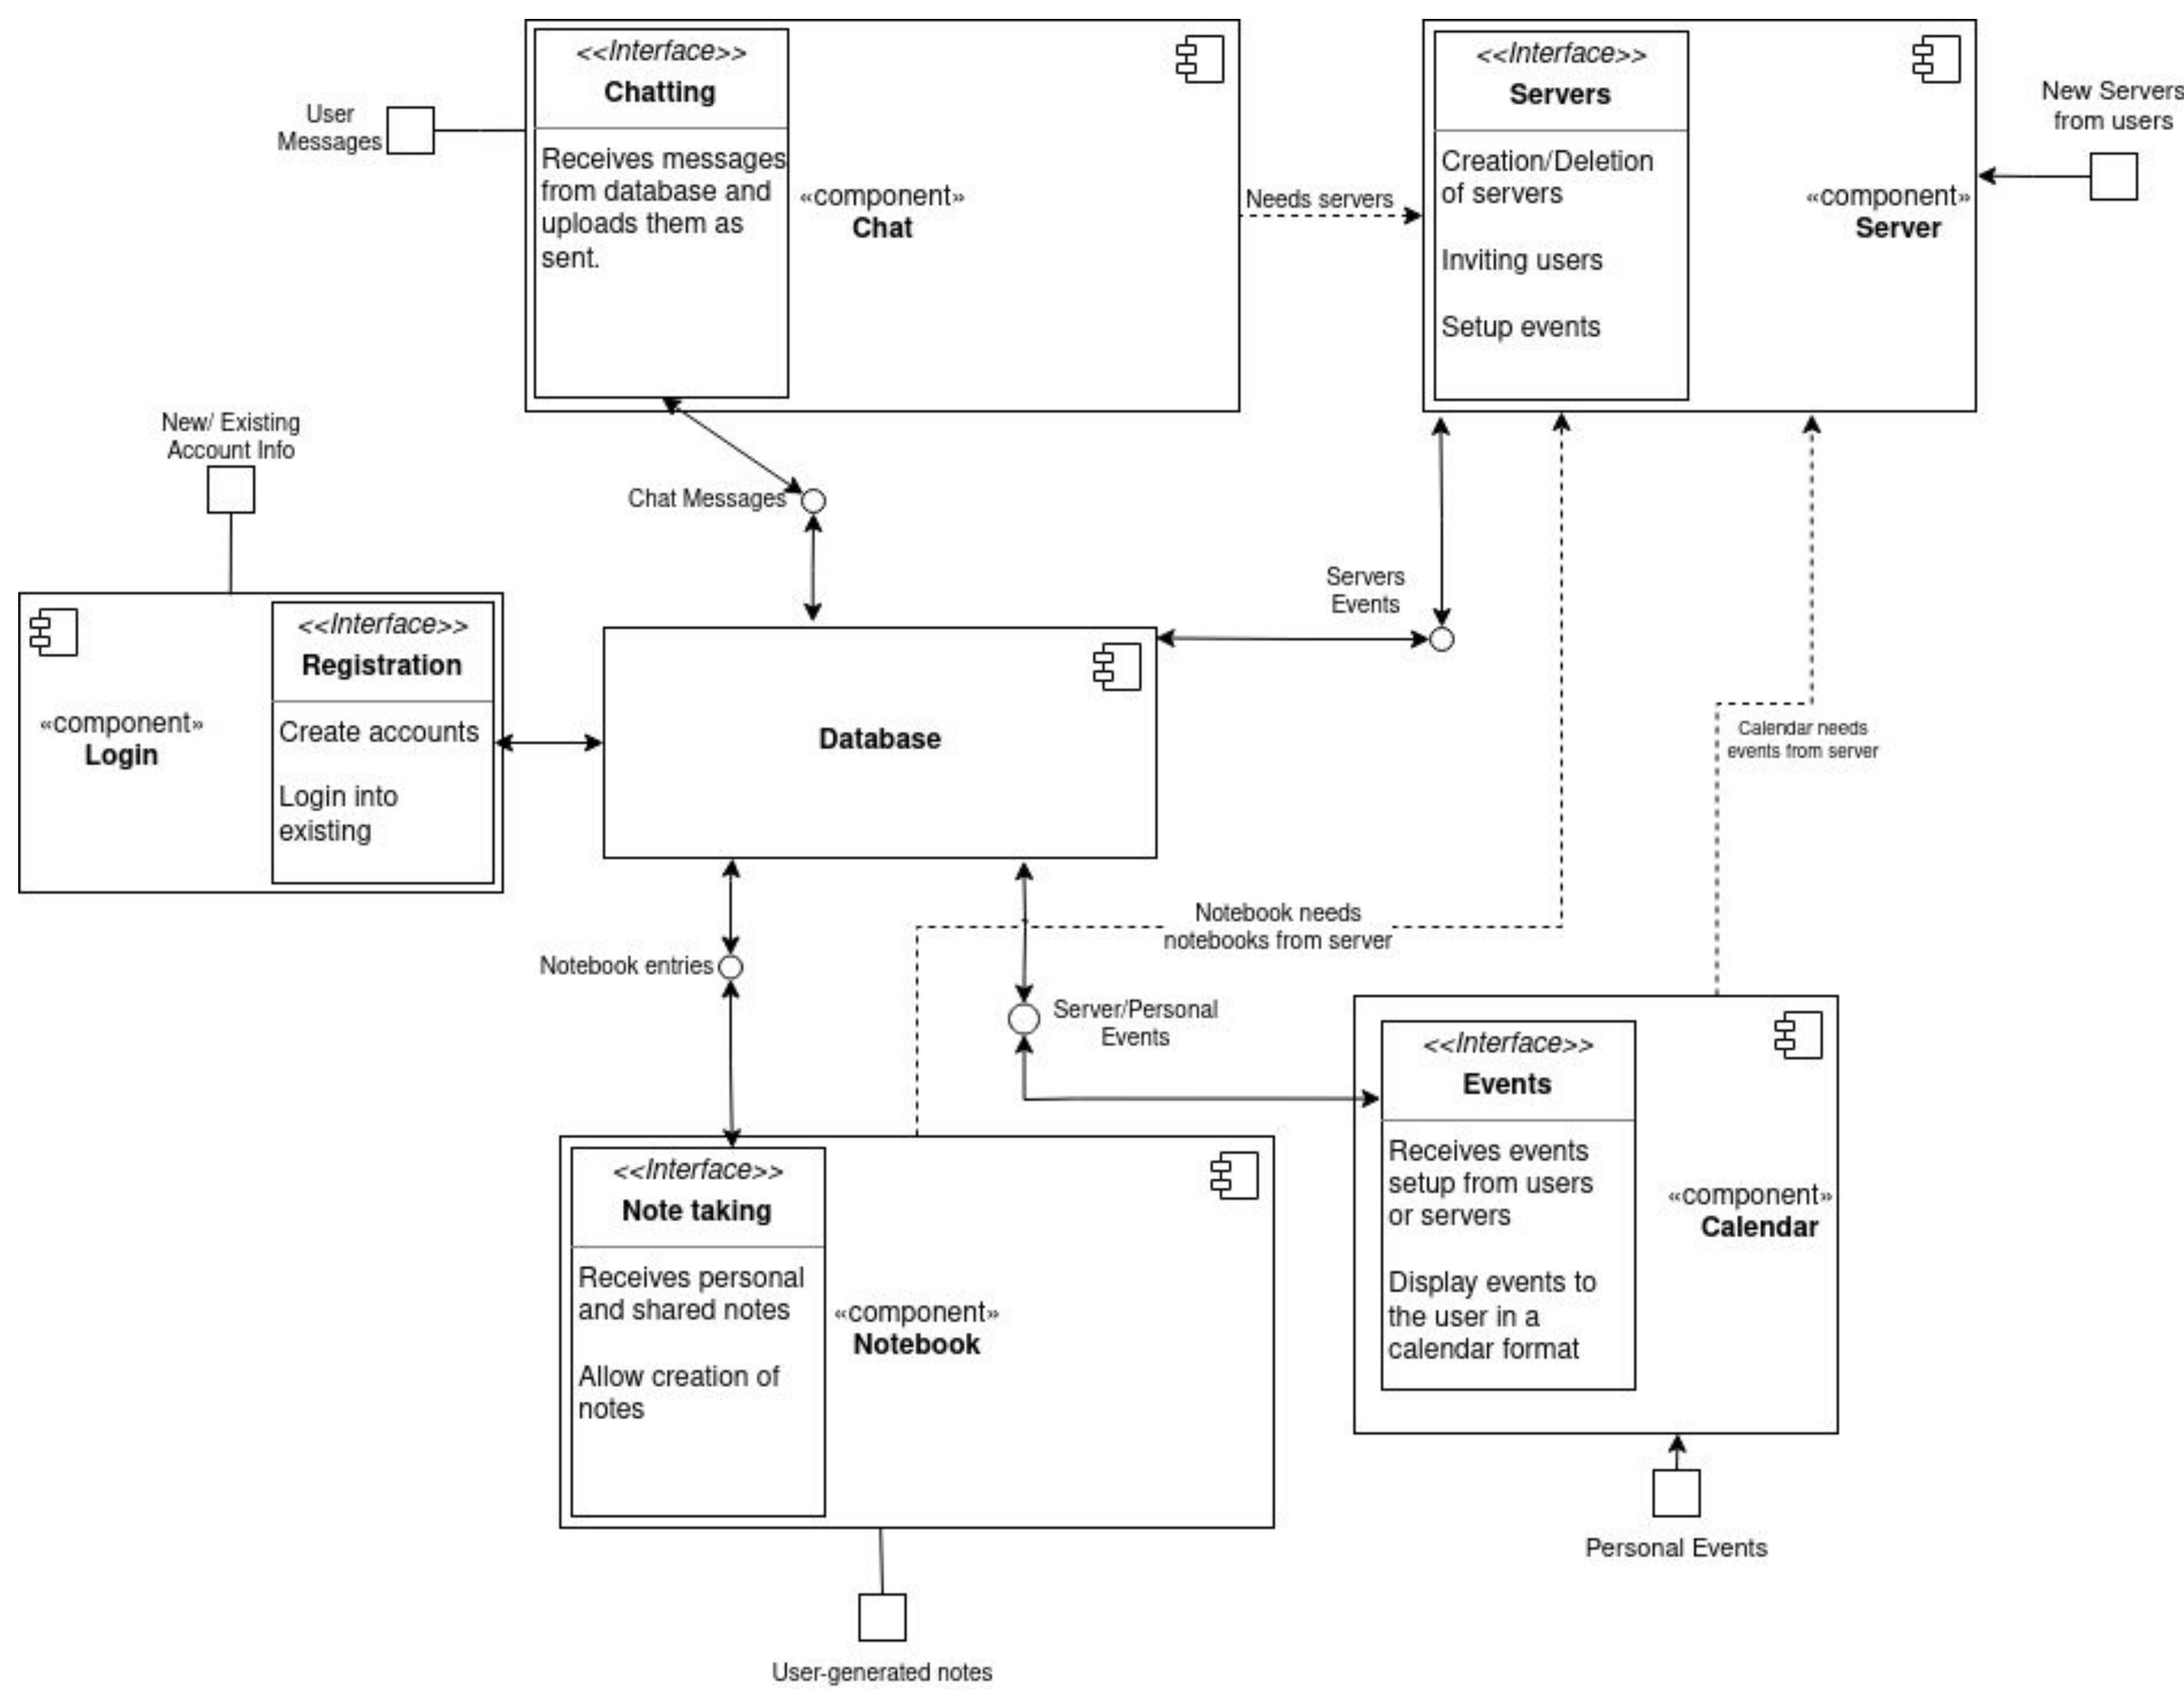 <<Interface>>
Chatting
Receives messages
from database and
uploads them as
sent.
«component»
Chat
User
Messages
Needs servers
<<Interface>>
Servers
Creation/Deletion
of servers
Inviting users
Setup events
«component»
Server
New Servers
from users
New/ Existing
Account Info
Chat Messages
Servers
Events
<<Interface>>
Registration
Create accounts
Login into
existing
«component»
Login
Database
Calendar needs
events from server
Notebook needs
notebooks from server
Notebook entries
Server/Personal
Events
<<Interface>>
Events
Receives events
setup from users
or servers
Display events to
the user in a
calendar format
«component»
Calendar
<<Interface>>
Note taking
Receives personal
and shared notes
Allow creation of
notes
«component»
Notebook
Personal Events
User-generated notes